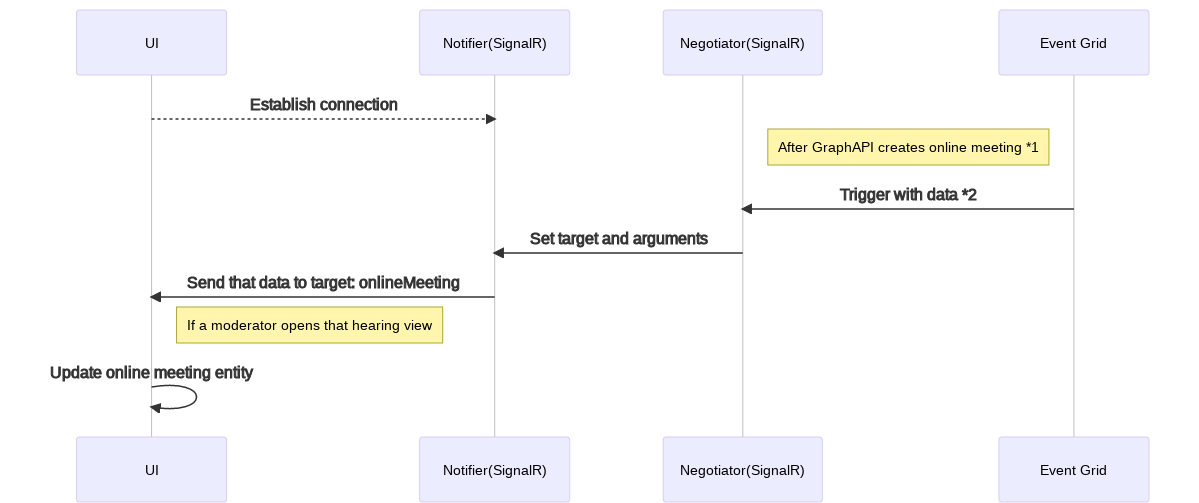 UI
Notifier(SignalR)
Negotiator(SignalR)
Event Grid
Establish connection
After GraphAPI creates online meeting *1
Trigger with data *2
Set target and arguments
Send that data to target: onlineMeeting
If a moderator opens that hearing view
Update online meeting entity
UI
Notifier(SignalR)
Negotiator(SignalR)
Event Grid